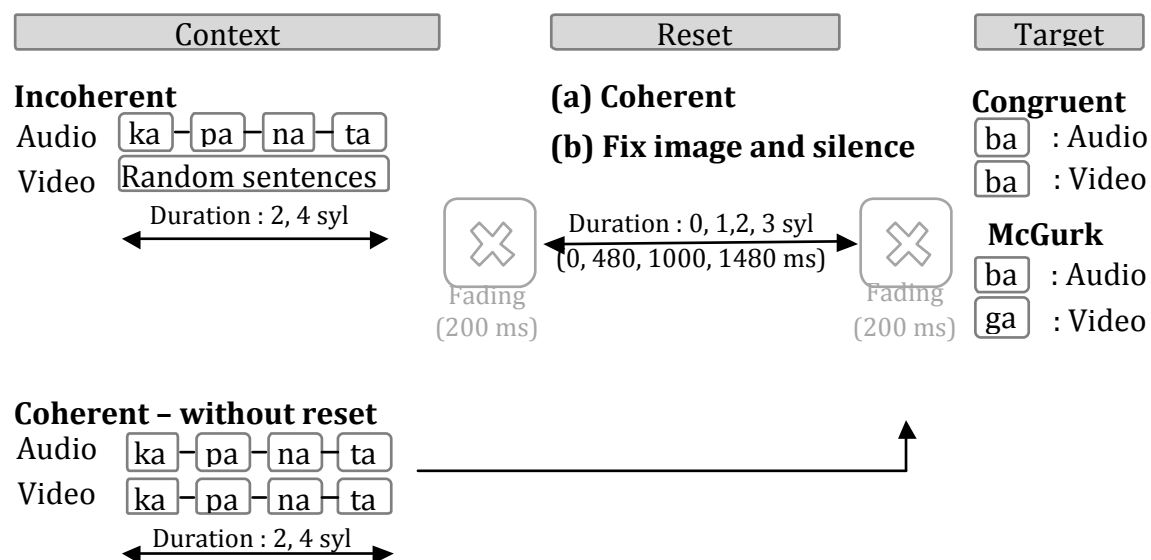 Context
Reset
Target
Incoherent
Audio ka pa na ta
Video Random sentences
Duration : 2, 4 syl
(a) Coherent
(b) Fix image and silence
Fading
(200 ms)
Duration : 0, 1,2, 3 syl
(0, 480, 1000, 1480 ms)
Fading
(200 ms)
Congruent
ba : Audio
ba : Video
McGurk
ba : Audio
ga : Video
Coherent – without reset
Audio ka pa na ta
Video ka pa na ta
Duration : 2, 4 syl